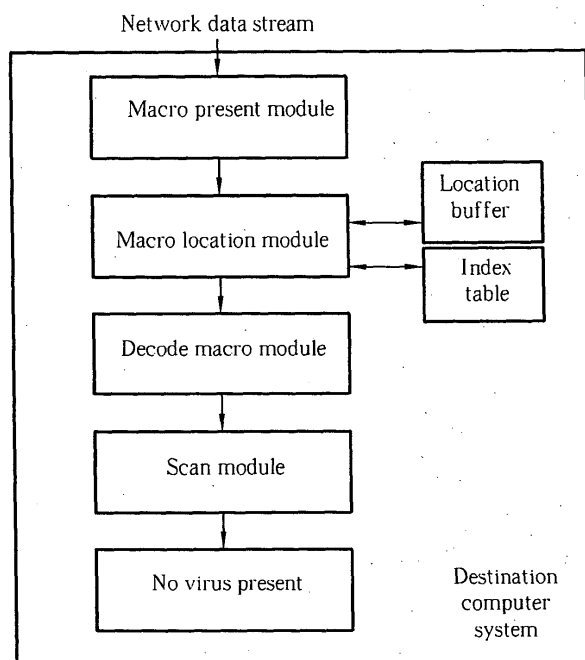 Network data stream
Macro present module
Location
buffer
Macro location module
Index
table
Decode macro module
Scan module
No virus present
Destination
computer
system